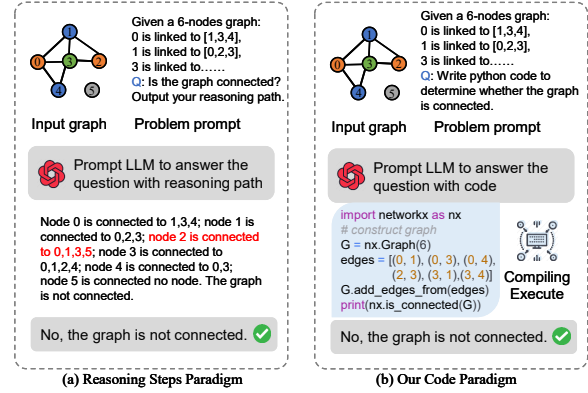 Given a 6-nodes graph:
0 is linked to [1,3,4],
1 is linked to [0,2,3],
3 is linked to......
Q: Is the graph connected?
Output your reasoning path.
1
0
3
2
4
5
Input graph
Problem prompt
Prompt LLM to answer the
question with reasoning path
Node 0 is connected to 1,3,4; node 1 is
connected to 0,2,3; node 2 is connected
to 0,1,3,5; node 3 is connected to
0,1,2,4; node 4 is connected to 0,3;
node 5 is connected no node. The graph
is not connected.
No, the graph is not connected.
(a) Reasoning Steps Paradigm
Given a 6-nodes graph:
0 is linked to [1,3,4],
1 is linked to [0,2,3],
3 is linked to......
Q: Write python code to
determine whether the graph
is connected.
1
0
3
2
4
5
Input graph
Problem prompt
Prompt LLM to answer the
question with code
import networkx as nx
# construct graph
G = nx.Graph(6)
edges = [(0, 1), (0, 3), (0, 4),
(2, 3), (3, 1),(3, 4)]
G.add_edges_from(edges)
print(nx.is_connected(G))
Compiling
Execute
No, the graph is not connected.
(b) Our Code Paradigm